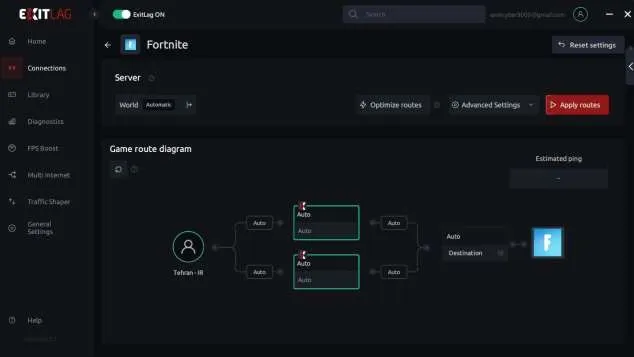 EXITLAG
ExitLag ON
Search
Home
Connections
Library
Diagnostics
FPS Boost
Multi Internet
Traffic Shaper
General
Settings
Help
Fortnite
Reset settings
Server
World Automatic
Optimize routes
Advanced Settings
Apply routes
Game route diagram
Estimated ping
--
Tehran - IR
Auto
Auto
Auto
Auto
Auto
Auto
Auto
Auto
Auto
Destination
F